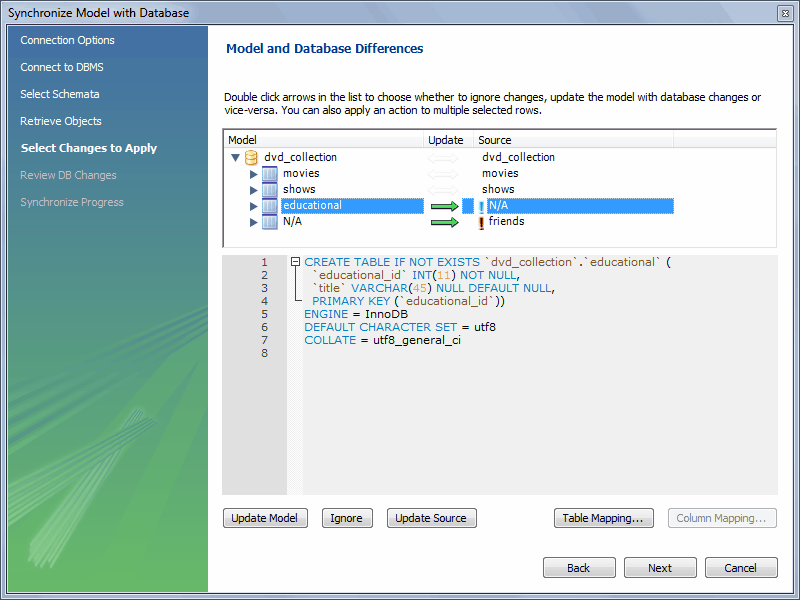 Synchronize Model with Database
Connection Options
Connect to DBMS
Select Schemata
Retrieve Objects
Select Changes to Apply
Review DB Changes
Synchronize Progress
Model and Database Differences
Double click arrows in the list to choose whether to ignore changes, update the model with database changes or
vice-versa. You can also apply an action to multiple selected rows.
Model Update Source
dvd_collection dvd_collection
movies movies
shows shows
educational N/A
N/A friends
1 CREATE TABLE IF NOT EXISTS `dvd_collection`.`educational` (
2 `educational_id` INT(11) NOT NULL,
3 `title` VARCHAR(45) NULL DEFAULT NULL,
4 PRIMARY KEY (`educational_id`))
5 ENGINE = InnoDB
6 DEFAULT CHARACTER SET = utf8
7 COLLATE = utf8_general_ci
8
Update Model Ignore Update Source Table Mapping... Column Mapping...
Back Next Cancel